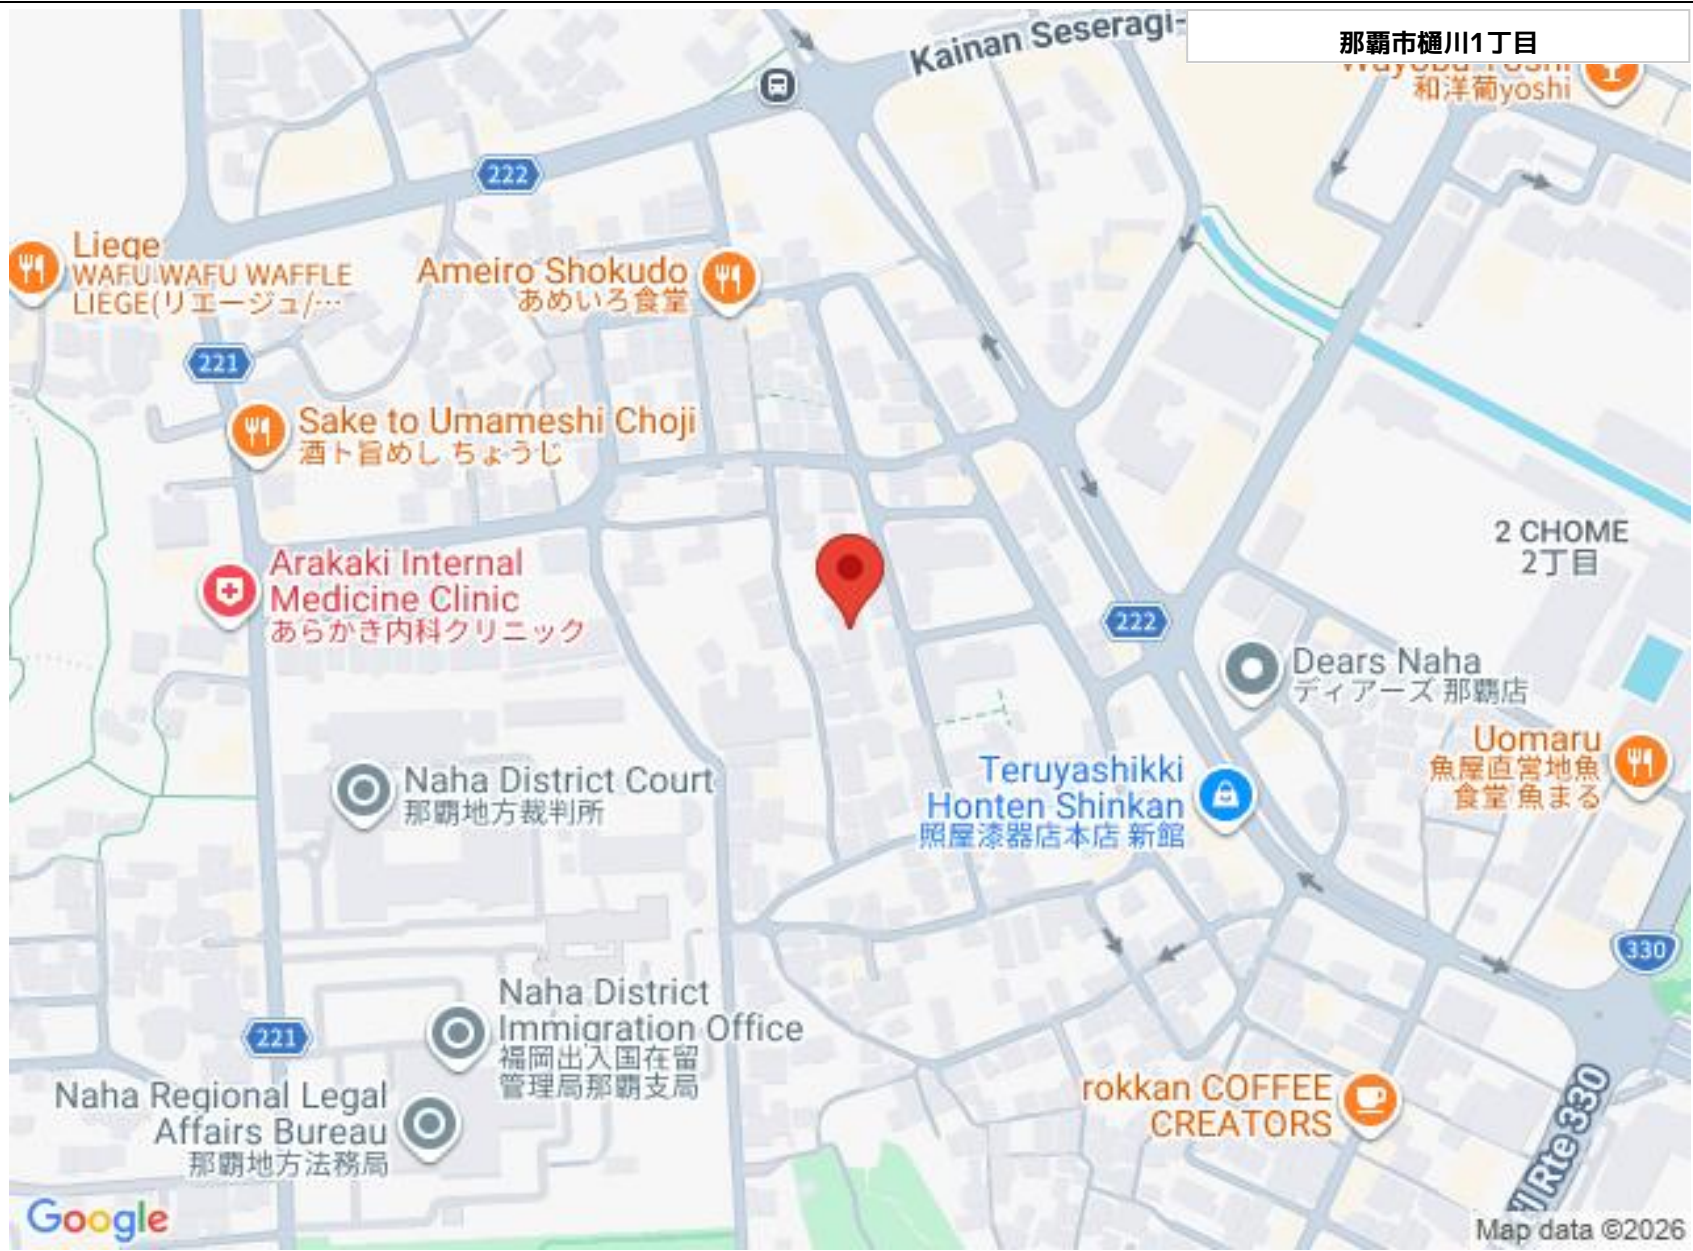 那覇市樋川1丁目
Kainan Seseragi-
和洋葡yoshi
222
Liege
WAFU WAFU WAFFLE
LIEGE(リエージュ/…
Ameiro Shokudo
あめいろ食堂
221
Sake to Umameshi Choji
酒ト旨めし ちょうじ
2 CHOME
2丁目
Arakaki Internal
Medicine Clinic
あらかき内科クリニック
222
Dears Naha
ディアーズ 那覇店
Uomaru
魚屋直営地魚
食堂 魚まる
Naha District Court
那覇地方裁判所
Teruyashikki
Honten Shinkan
照屋漆器店本店 新館
330
Naha District
Immigration Office
福岡出入国在留
管理局那覇支局
221
Naha Regional Legal
Affairs Bureau
那覇地方法務局
rokkan COFFEE
CREATORS
Rte 330
Google
Map data ©2026